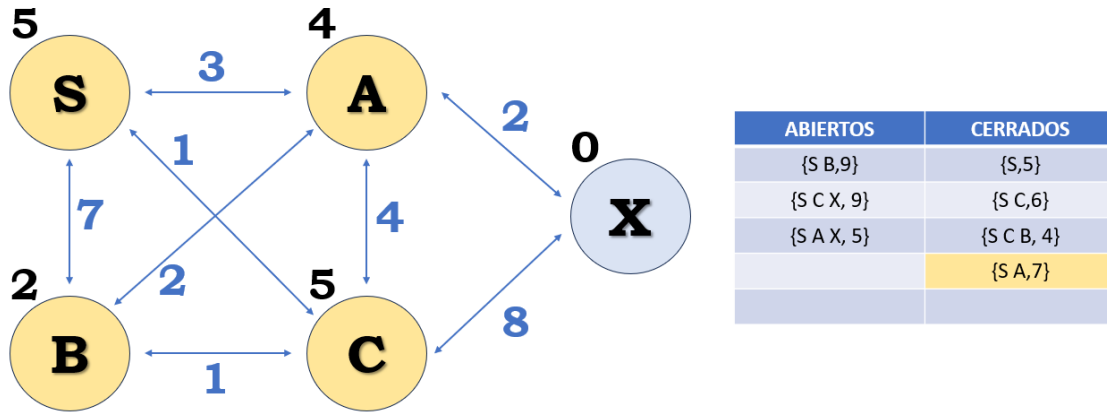 5
4
S
3
A
2
1
0
X
7
4
2
2
5
8
B
1
C
ABIERTOS CERRADOS
{S B,9} {S,5}
{S C X, 9} {S C,6}
{S A X, 5} {S C B, 4}
{S A,7}